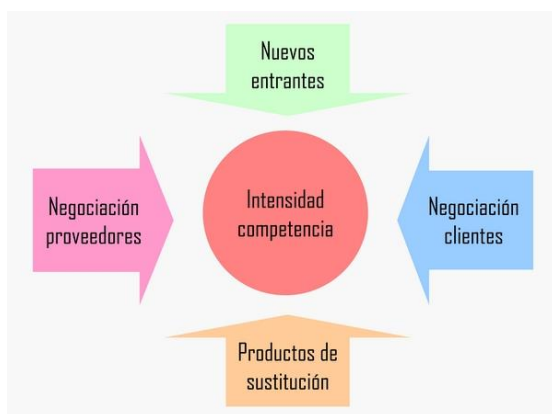 Nuevos
entrantes
Negociación
proveedores
Intensidad
competencia
Negociación
clientes
Productos de
sustitución